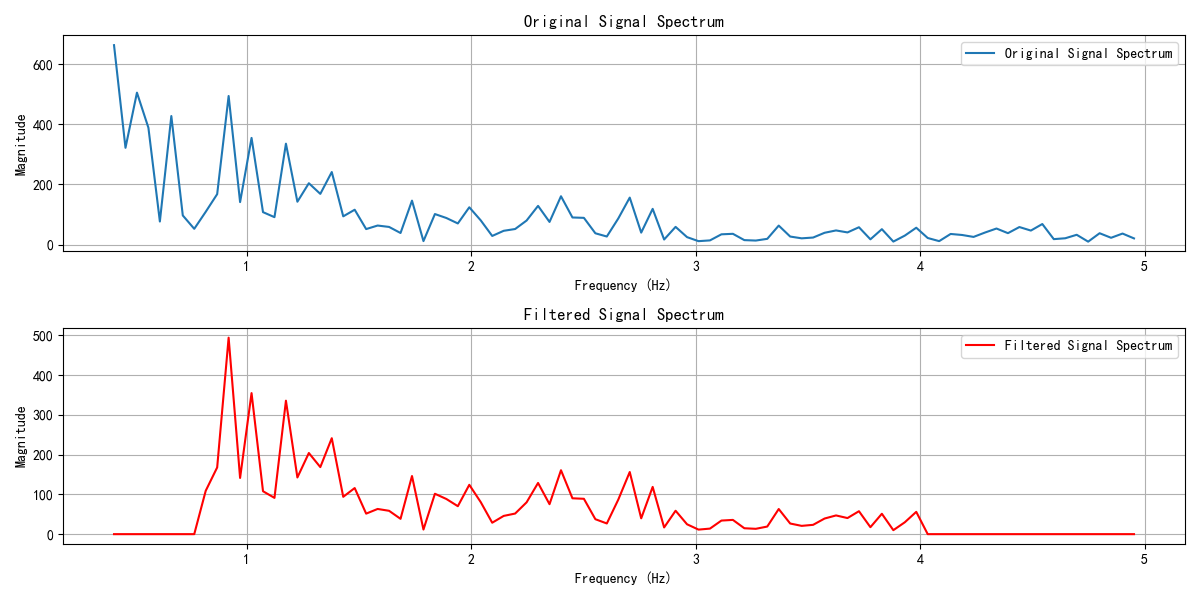 Original Signal Spectrum
Original Signal Spectrum
Magnitude
600
400
200
0
1 2 3 4 5
Frequency (Hz)
Filtered Signal Spectrum
Filtered Signal Spectrum
Magnitude
500
400
300
200
100
0
1 2 3 4 5
Frequency (Hz)